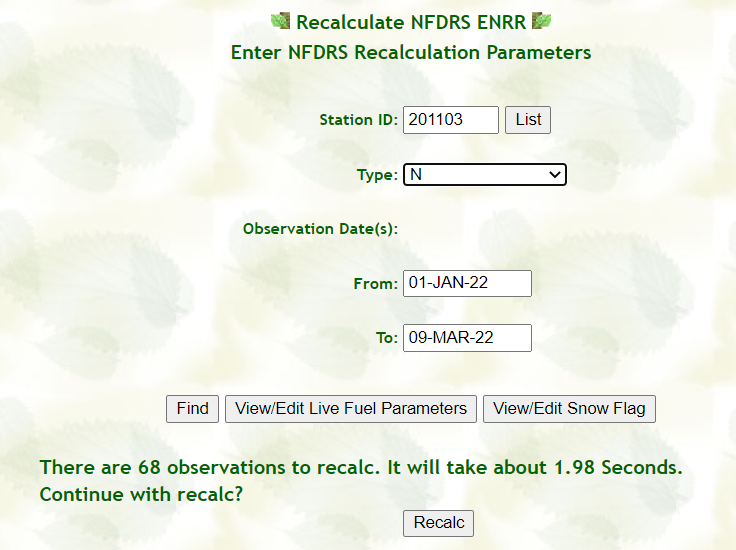 Recalculate NFDRS ENRR
Enter NFDRS Recalculation Parameters
Station ID: 201103 List
Type: N
Observation Date(s):
From: 01-JAN-22
To: 09-MAR-22
Find View/Edit Live Fuel Parameters View/Edit Snow Flag
There are 68 observations to recalc. It will take about 1.98 Seconds.
Continue with recalc?
Recalc